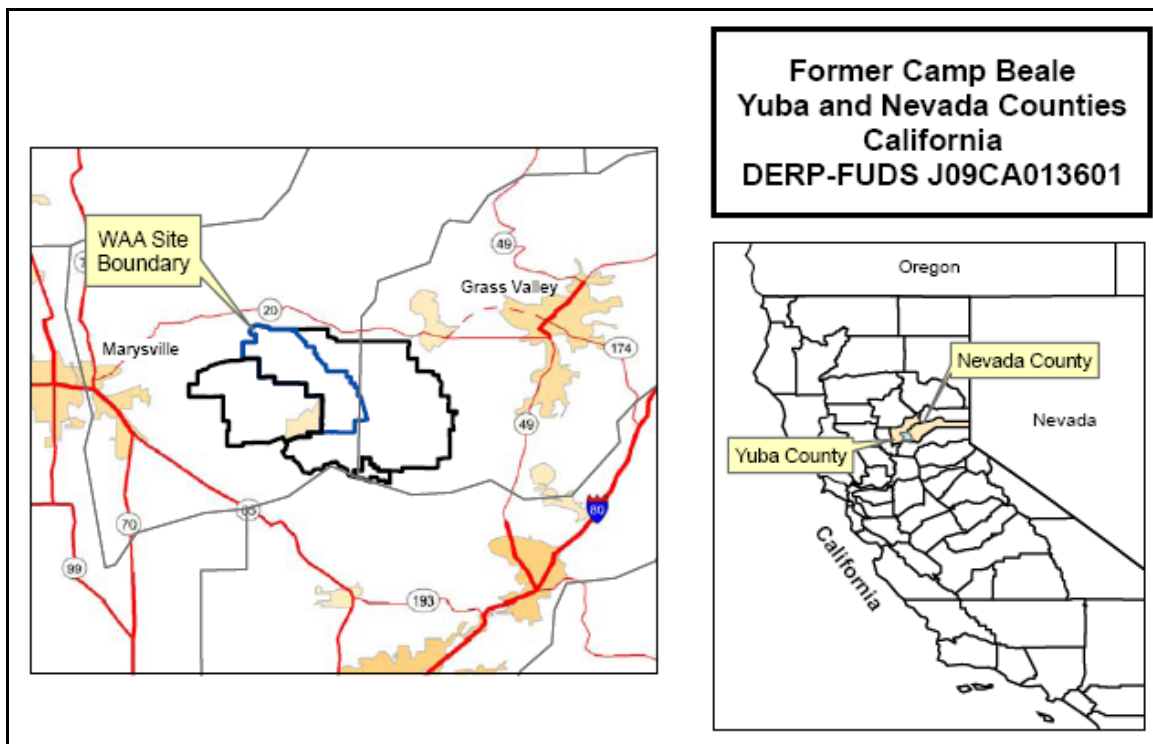 Former Camp Beale
Yuba and Nevada Counties
California
DERP-FUDS J09CA013601
WAA Site
Boundary
49
Grass Valley
20
Marysville
174
49
80
70
65
99
193
Oregon
Nevada County
Nevada
Yuba County
California